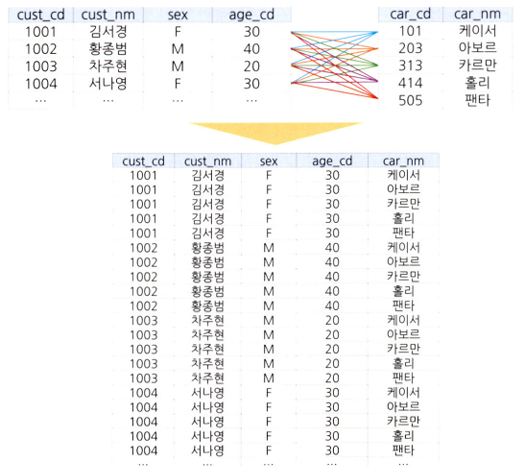 cust_cd cust_nm sex age_cd car_cd car_nm
1001 김서경 F 30 101 케이서
1002 황종범 M 40 203 아보르
1003 차주현 M 20 313 카르만
1004 서나영 F 30 414 홀리
... ... ... ... 505 팬타
cust_cd cust_nm sex age_cd car_nm
1001 김서경 F 30 케이서
1001 김서경 F 30 아보르
1001 김서경 F 30 카르만
1001 김서경 F 30 홀리
1001 김서경 F 30 팬타
1002 황종범 M 40 케이서
1002 황종범 M 40 아보르
1002 황종범 M 40 카르만
1002 황종범 M 40 홀리
1002 황종범 M 40 팬타
1003 차주현 M 20 케이서
1003 차주현 M 20 아보르
1003 차주현 M 20 카르만
1003 차주현 M 20 홀리
1003 차주현 M 20 팬타
1004 서나영 F 30 케이서
1004 서나영 F 30 아보르
1004 서나영 F 30 카르만
1004 서나영 F 30 홀리
1004 서나영 F 30 팬타
... ... ... ... ...